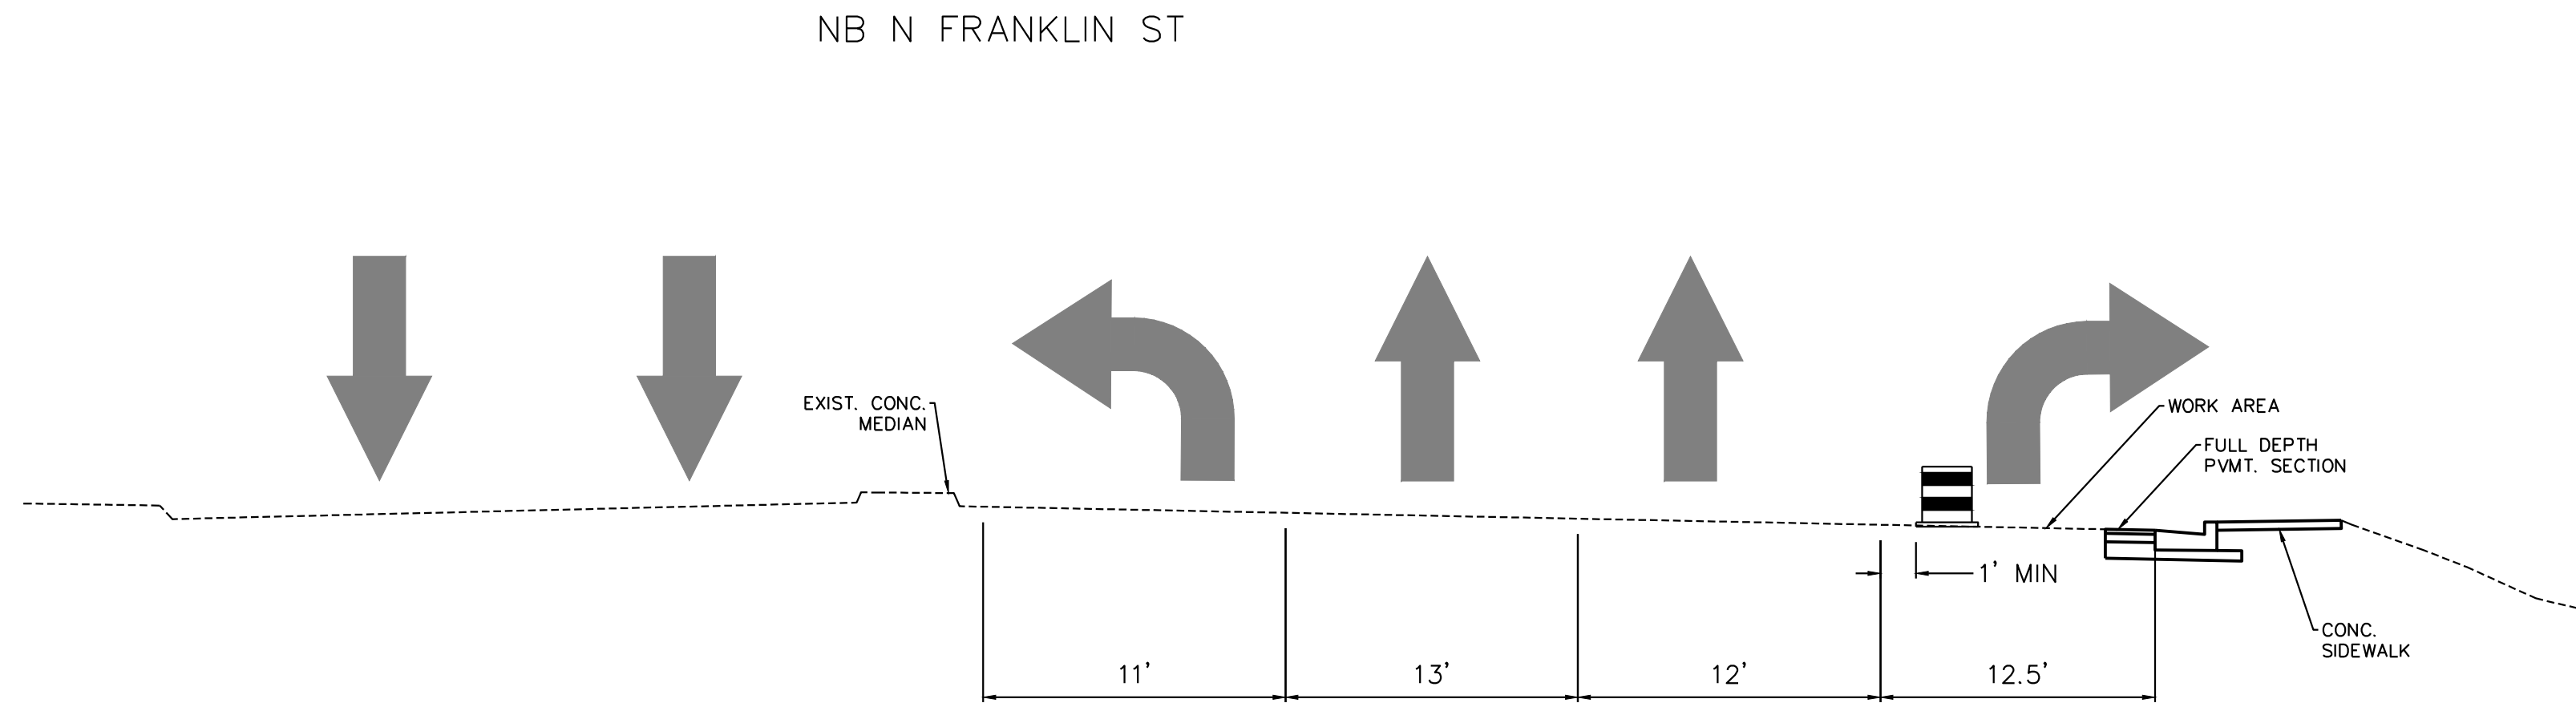 NB N FRANKLIN ST
EXIST. CONC.
MEDIAN
WORK AREA
FULL DEPTH
PVMT. SECTION
1' MIN
CONC.
SIDEWALK
11'
13'
12'
12.5'